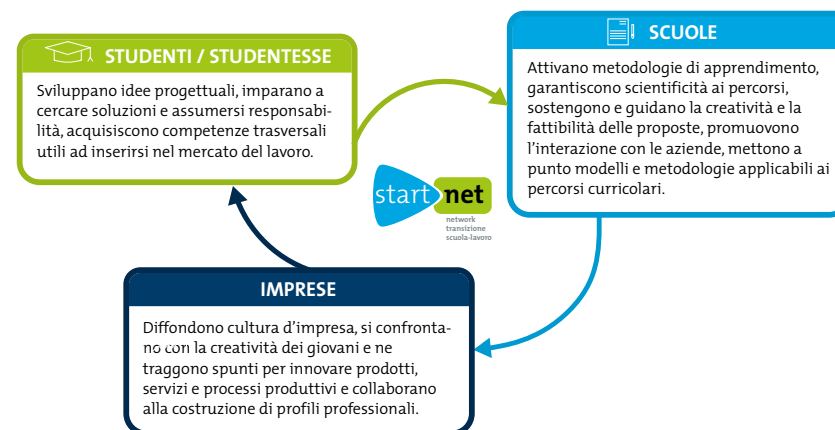 STUDENTI / STUDENTESSE
Sviluppano idee progettuali, imparano a
cercare soluzioni e assumersi responsabi-
lità, acquisiscono competenze trasversali
utili ad inserirsi nel mercato del lavoro.
SCUOLE
Attivano metodologie di apprendimento,
garantiscono scientificità ai percorsi,
sostengono e guidano la creatività e la
fattibilità delle proposte, promuovono
l’interazione con le aziende, mettono a
punto modelli e metodologie applicabili ai
percorsi curricolari.
start net
network
transizione
scuola-lavoro
IMPRESE
Diffondono cultura d’impresa, si confronta-
no con la creatività dei giovani e ne
traggono spunti per innovare prodotti,
servizi e processi produttivi e collaborano
alla costruzione di profili professionali.